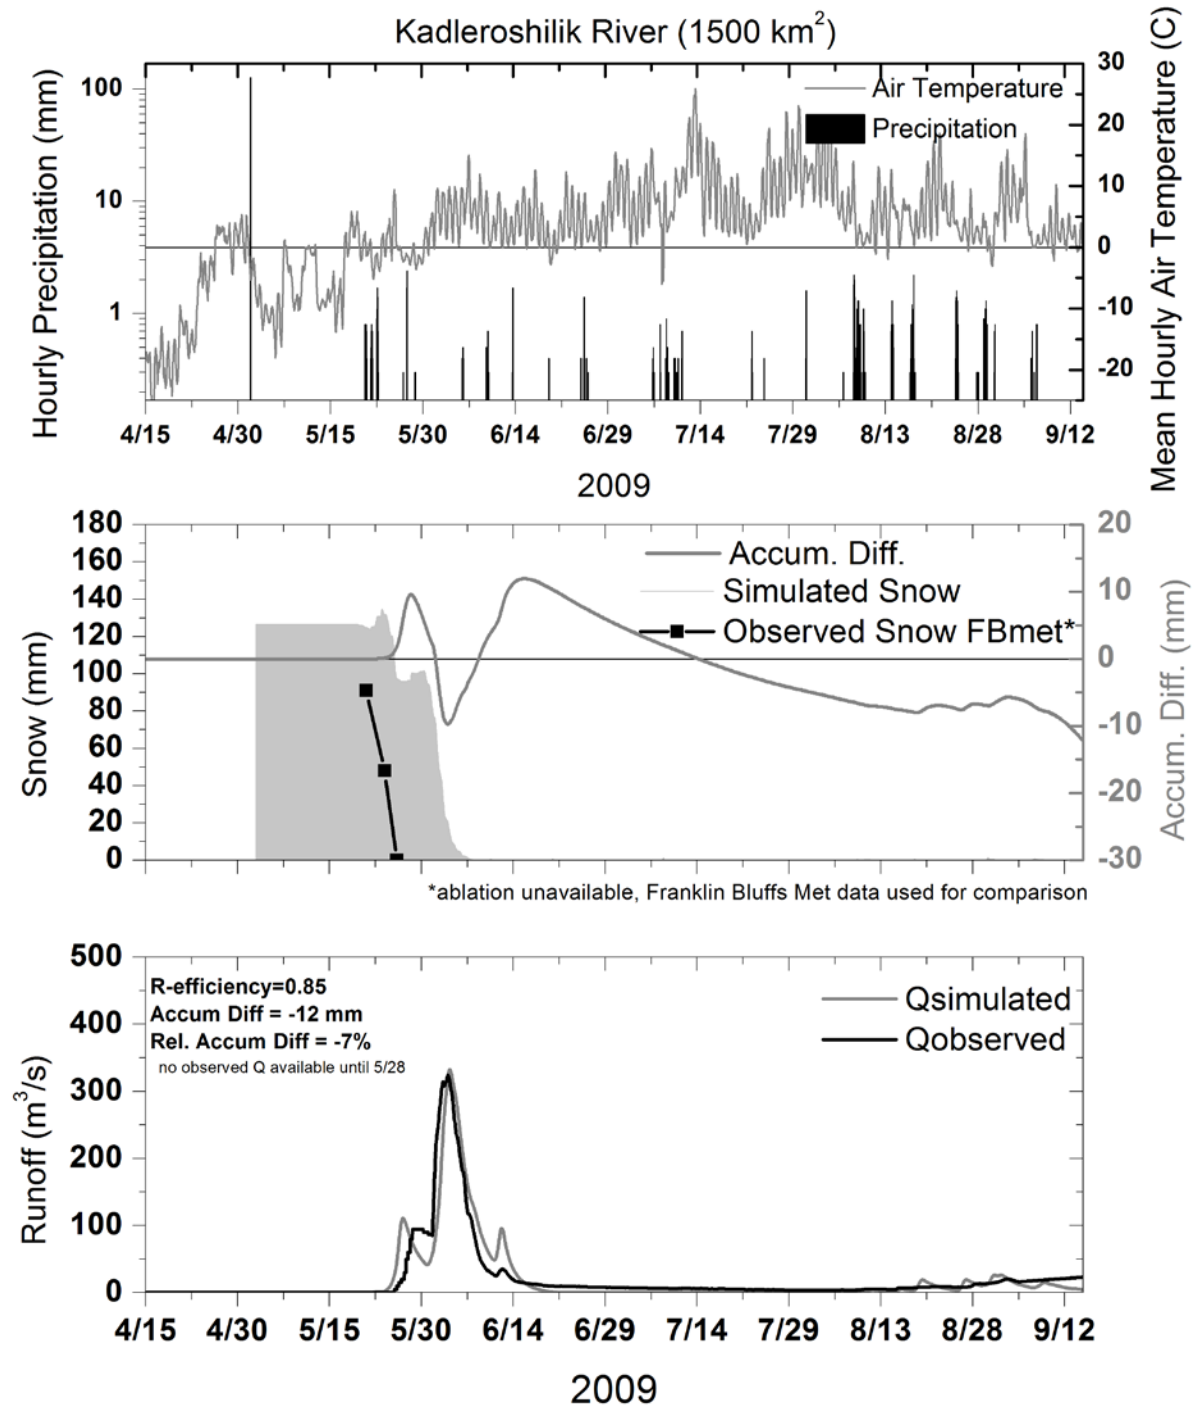 Kadleroshilik River (1500 km²)
Hourly Precipitation (mm)
100
10
1
Air Temperature
Precipitation
30
20
10
0
-10
-20
Mean Hourly Air Temperature (C)
4/15 4/30 5/15 5/30 6/14 6/29 7/14 7/29 8/13 8/28 9/12
2009
Snow (mm)
180
160
140
120
100
80
60
40
20
0
Accum. Diff.
Simulated Snow
Observed Snow FBmet*
20
10
0
-10
-20
-30
Accum. Diff. (mm)
*ablation unavailable, Franklin Bluffs Met data used for comparison
Runoff (m³/s)
500
400
300
200
100
0
R-efficiency=0.85
Accum Diff = -12 mm
Rel. Accum Diff = -7%
no observed Q available until 5/28
Qsimulated
Qobserved
4/15 4/30 5/15 5/30 6/14 6/29 7/14 7/29 8/13 8/28 9/12
2009